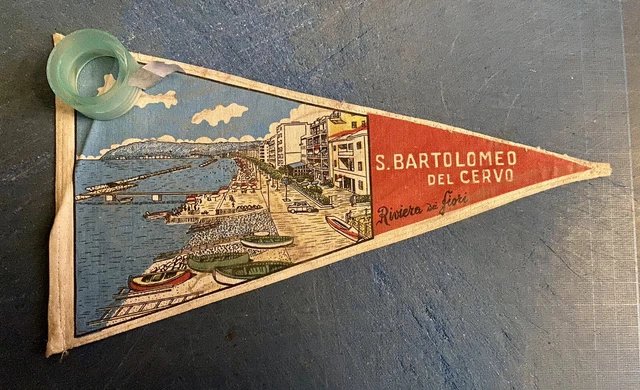 S. BARTOLOMEO
DEL CERVO
Riviera dei fiori